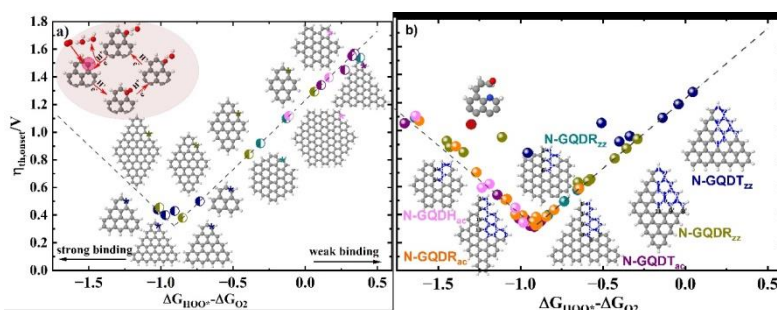 a)
η_th,onset/V
1.8
1.6
1.4
1.2
1.0
0.8
0.6
0.4
0.2
0.0
strong binding
weak binding
−1.5 −1.0 −0.5 0.0 0.5
ΔG_HOO*-ΔG_O2
b)
N-GQDR_zz
N-GQDT_zz
N-GQDH_ac
N-GQDR_zz
N-GQDR_ac
N-GQDT_ac
−1.5 −1.0 −0.5 0.0 0.5
ΔG_HOO*-ΔG_O2